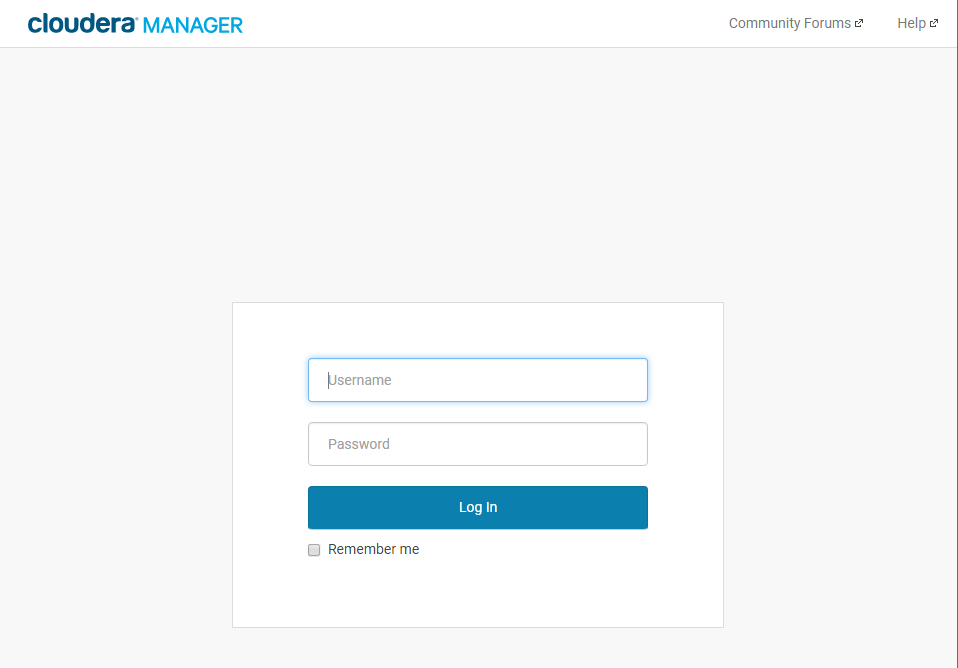 cloudera MANAGER
Community Forums
Help
Username
Password
Log In
Remember me